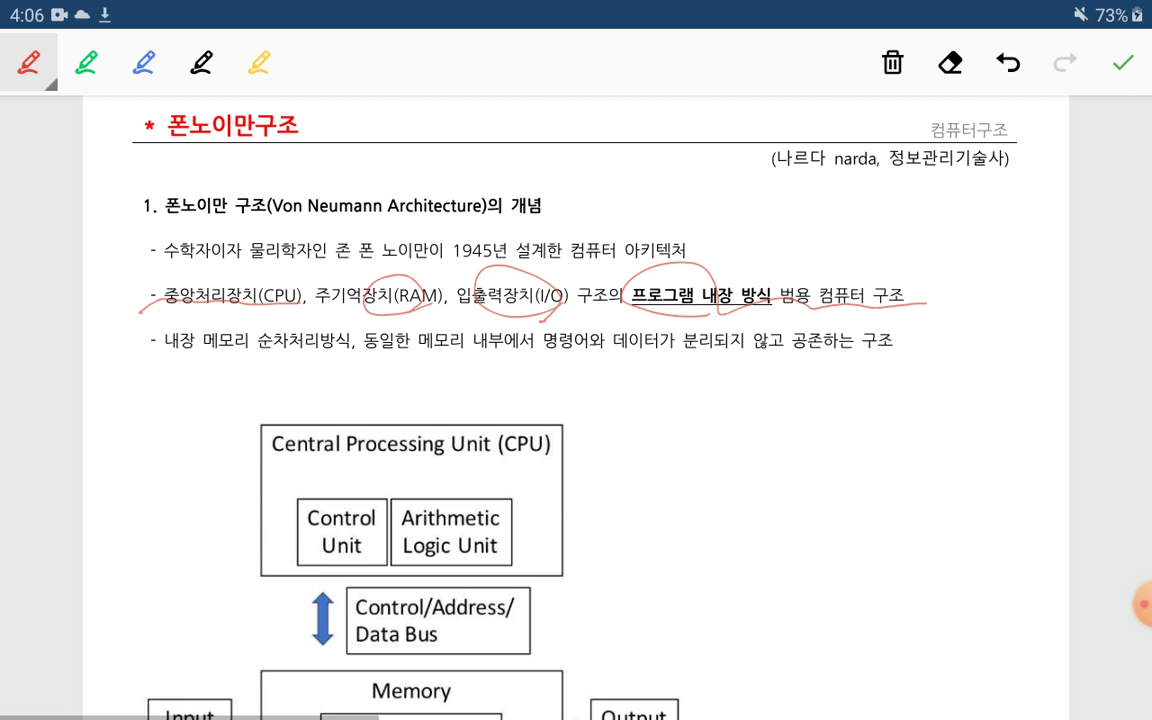 4:06
73%
* 폰노이만구조
컴퓨터구조
(나르다 narda, 정보관리기술사)
1. 폰노이만 구조(Von Neumann Architecture)의 개념
- 수학자이자 물리학자인 존 폰 노이만이 1945년 설계한 컴퓨터 아키텍처
- 중앙처리장치(CPU), 주기억장치(RAM), 입출력장치(I/O) 구조의 프로그램 내장 방식 범용 컴퓨터 구조
- 내장 메모리 순차처리방식, 동일한 메모리 내부에서 명령어와 데이터가 분리되지 않고 공존하는 구조
Central Processing Unit (CPU)
Control
Unit
Arithmetic
Logic Unit
Control/Address/
Data Bus
Memory
Input
Output